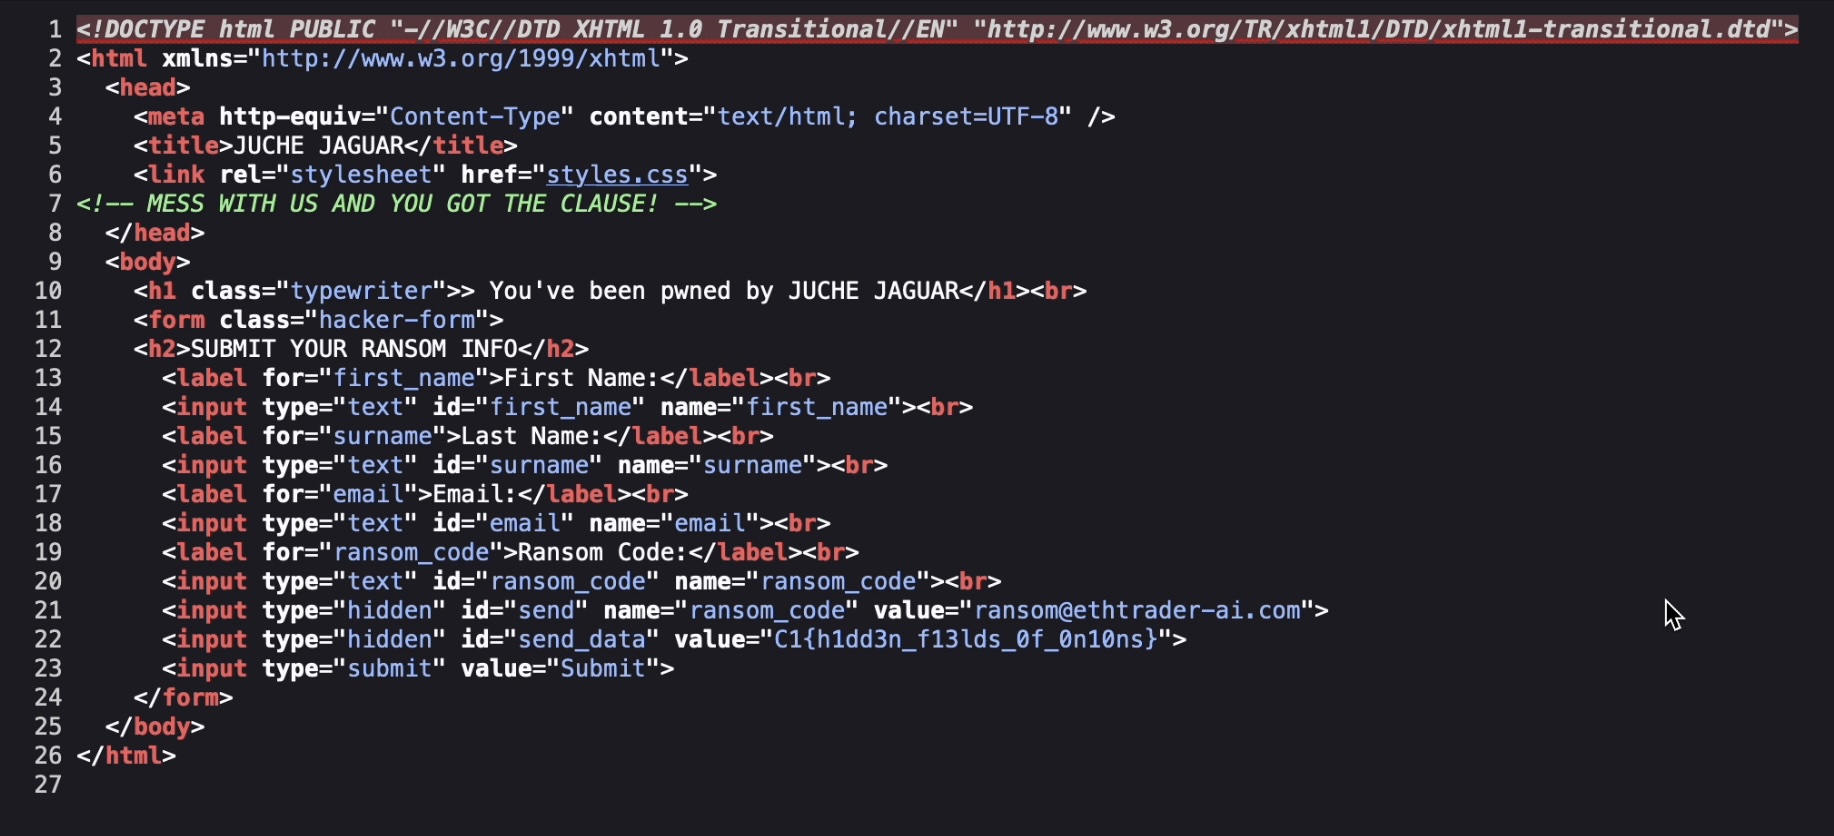 1 <!DOCTYPE html PUBLIC "-//W3C//DTD XHTML 1.0 Transitional//EN" "http://www.w3.org/TR/xhtml1/DTD/xhtml1-transitional.dtd">
2 <html xmlns="http://www.w3.org/1999/xhtml">
3   <head>
4     <meta http-equiv="Content-Type" content="text/html; charset=UTF-8" />
5     <title>JUCHE JAGUAR</title>
6     <link rel="stylesheet" href="styles.css">
7 <!-- MESS WITH US AND YOU GOT THE CLAUSE! -->
8   </head>
9   <body>
10     <h1 class="typewriter">> You've been pwned by JUCHE JAGUAR</h1><br>
11     <form class="hacker-form">
12     <h2>SUBMIT YOUR RANSOM INFO</h2>
13       <label for="first_name">First Name:</label><br>
14       <input type="text" id="first_name" name="first_name"><br>
15       <label for="surname">Last Name:</label><br>
16       <input type="text" id="surname" name="surname"><br>
17       <label for="email">Email:</label><br>
18       <input type="text" id="email" name="email"><br>
19       <label for="ransom_code">Ransom Code:</label><br>
20       <input type="text" id="ransom_code" name="ransom_code"><br>
21       <input type="hidden" id="send" name="ransom_code" value="ransom@ethtrader-ai.com">
22       <input type="hidden" id="send_data" value="C1{h1dd3n_f13lds_0f_0n10ns}">
23       <input type="submit" value="Submit">
24     </form>
25   </body>
26 </html>
27